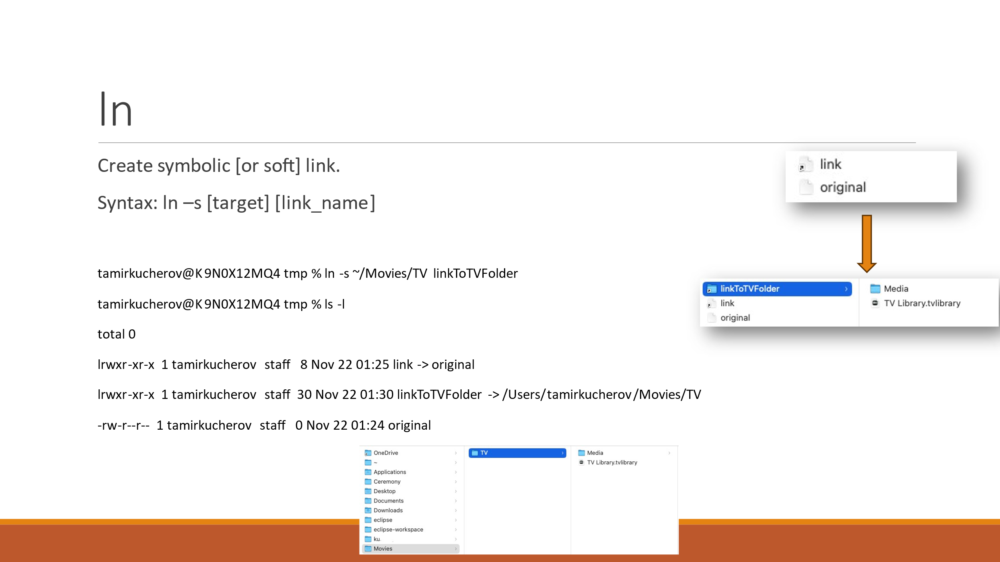 ln
Create symbolic [or soft] link.
Syntax: ln –s [target] [link_name]
link
original
tamirkucherov@K9N0X12MQ4 tmp % ln -s ~/Movies/TV linkToTVFolder
tamirkucherov@K9N0X12MQ4 tmp % ls -l
total 0
lrwxr-xr-x 1 tamirkucherov staff 8 Nov 22 01:25 link -> original
lrwxr-xr-x 1 tamirkucherov staff 30 Nov 22 01:30 linkToTVFolder -> /Users/tamirkucherov/Movies/TV
-rw-r--r-- 1 tamirkucherov staff 0 Nov 22 01:24 original
linkToTVFolder
link
original
Media
TV Library.tvlibrary
OneDrive
~
Applications
Ceremony
Desktop
Documents
Downloads
eclipse
eclipse-workspace
ku
Movies
TV
Media
TV Library.tvlibrary